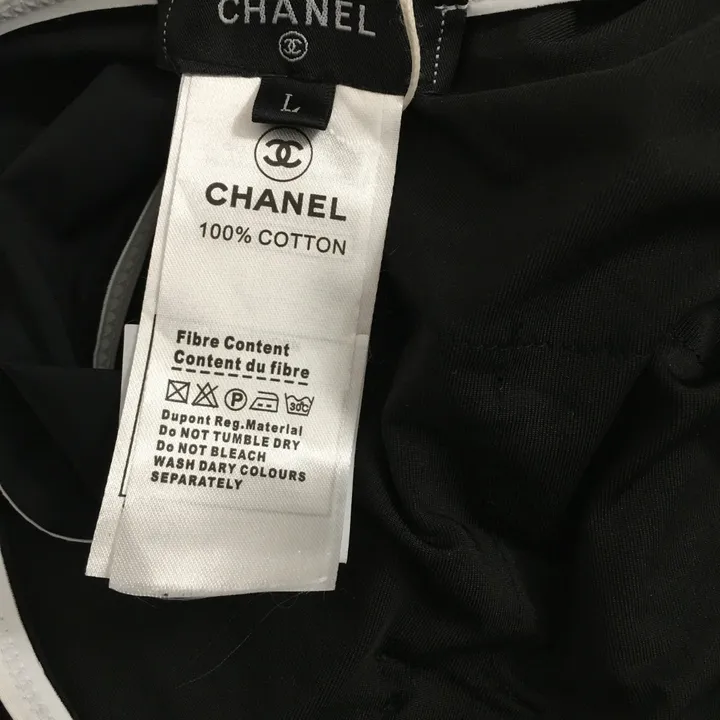 CHANEL
L
CHANEL
100% COTTON
Fibre Content
Content du fibre
P 30C
Dupont Reg.Material
Do NOT TUMBLE DRY
Do NOT BLEACH
WASH DARY COLOURS
SEPARATELY